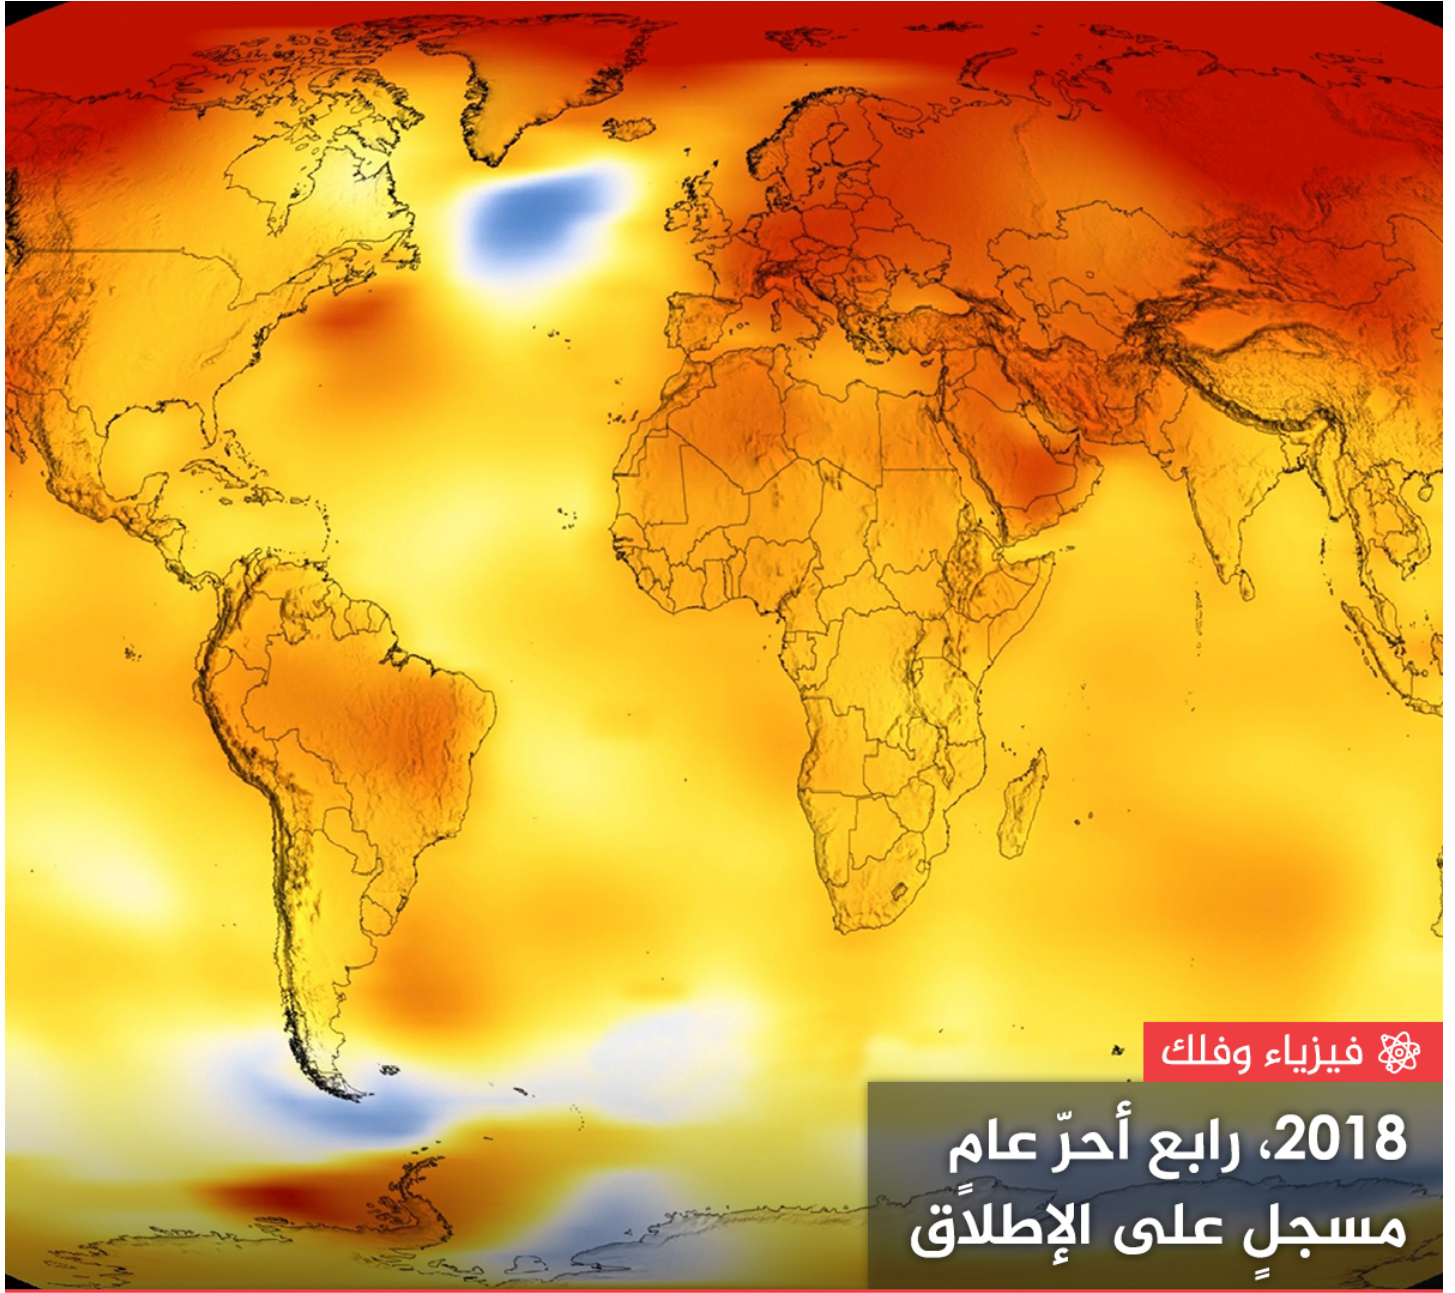 فيزياء وفلك
2018، رابع أحرّ عامٍ
مسجلٍ على الإطلاق